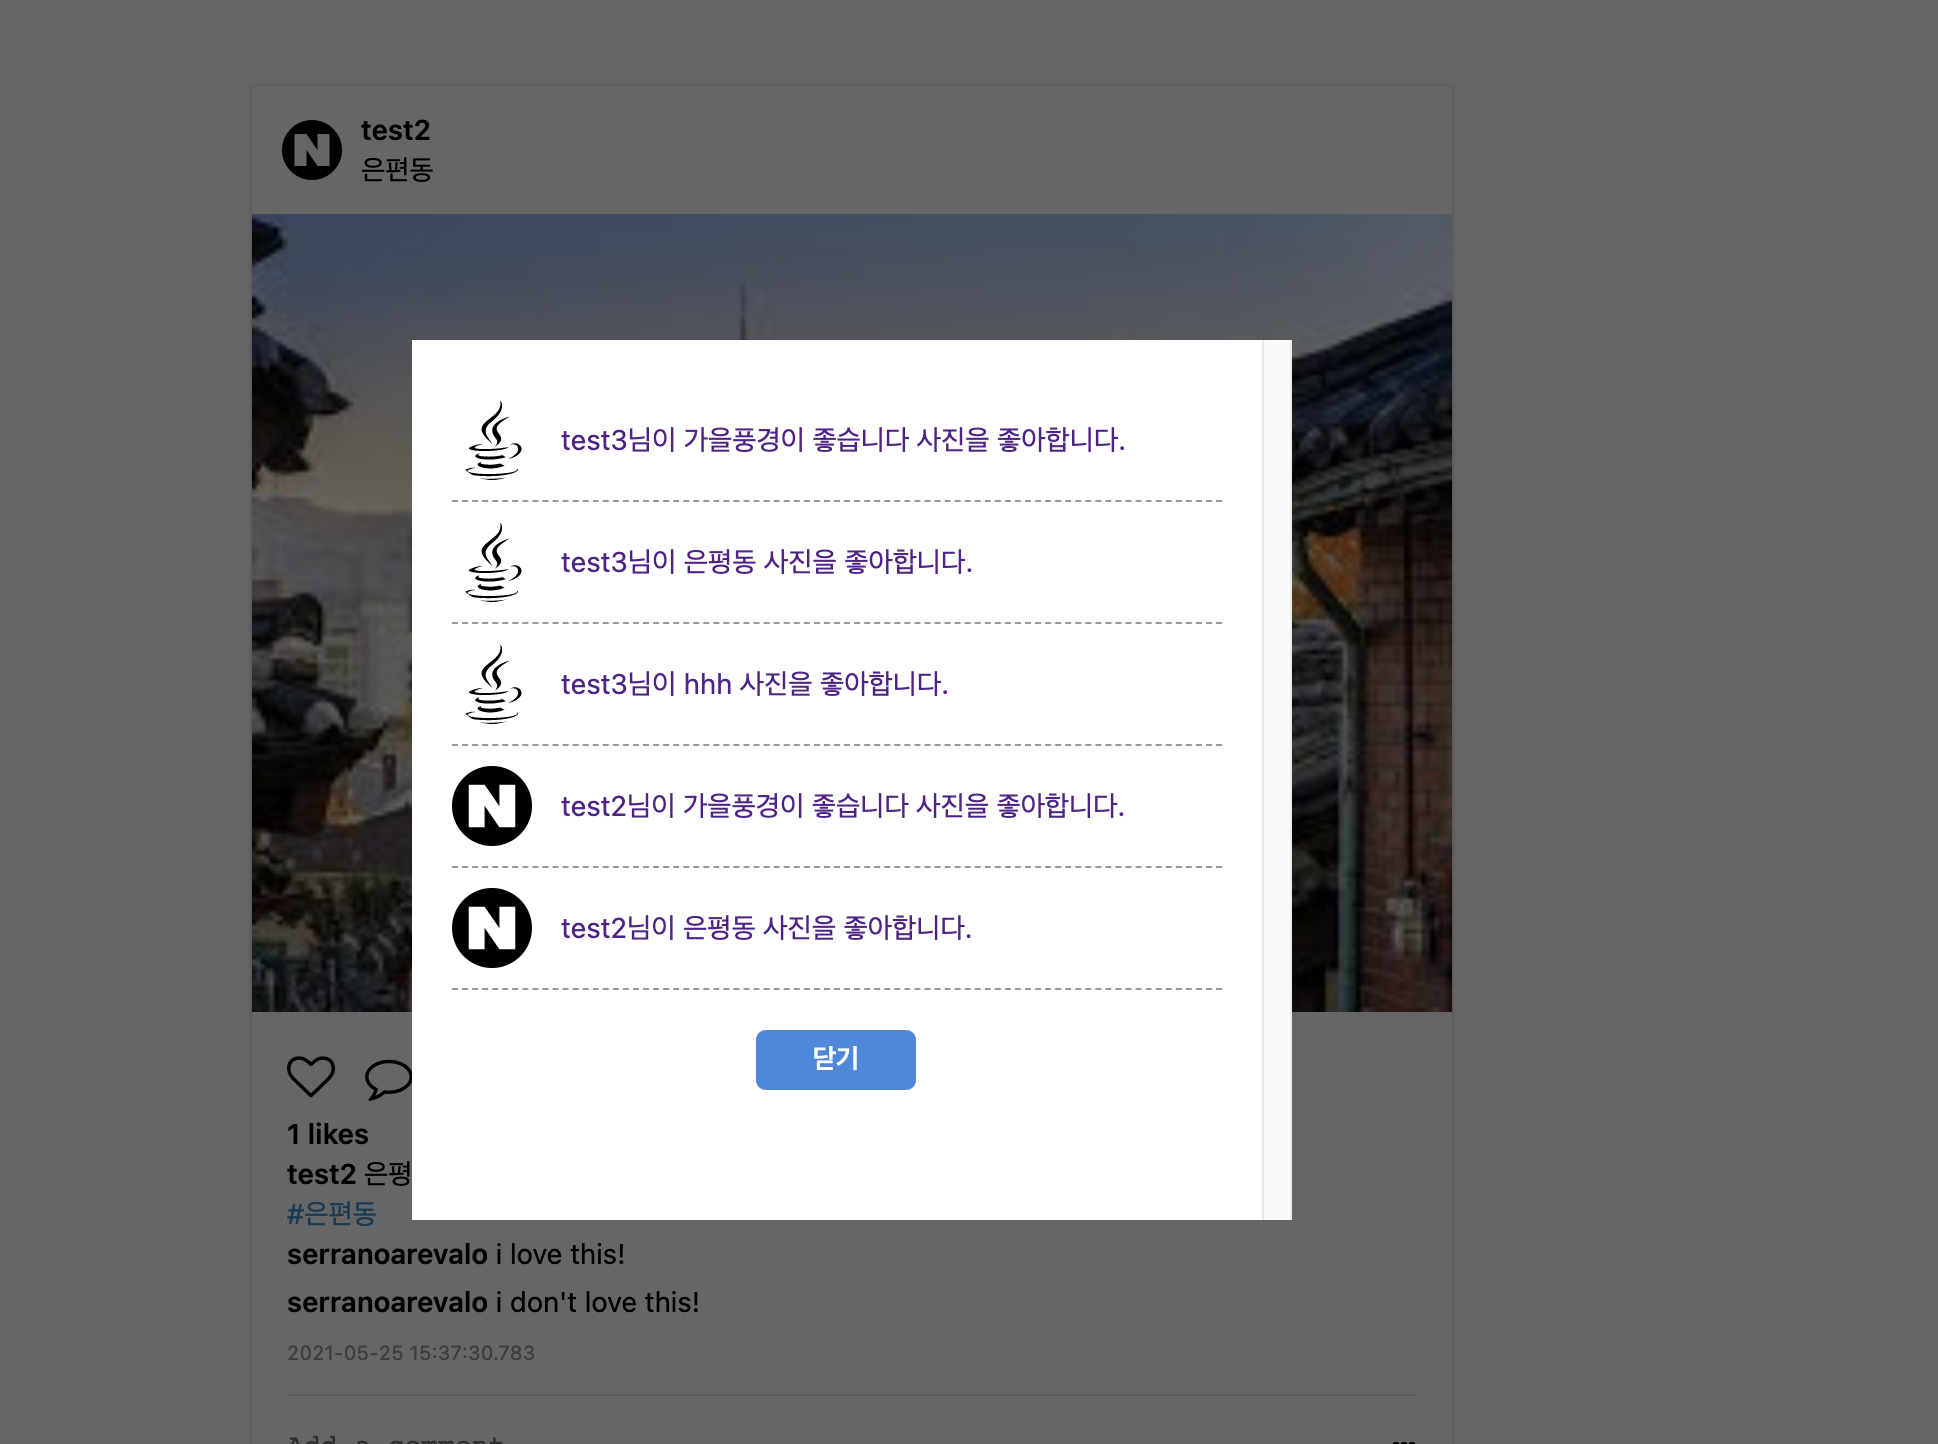 test2
은편동
test3님이 가을풍경이 좋습니다 사진을 좋아합니다.
test3님이 은평동 사진을 좋아합니다.
test3님이 hhh 사진을 좋아합니다.
test2님이 가을풍경이 좋습니다 사진을 좋아합니다.
test2님이 은평동 사진을 좋아합니다.
닫기
1 likes
test2 은평
#은편동
serranoarevalo i love this!
serranoarevalo i don't love this!
2021-05-25 15:37:30.783
Add a comment